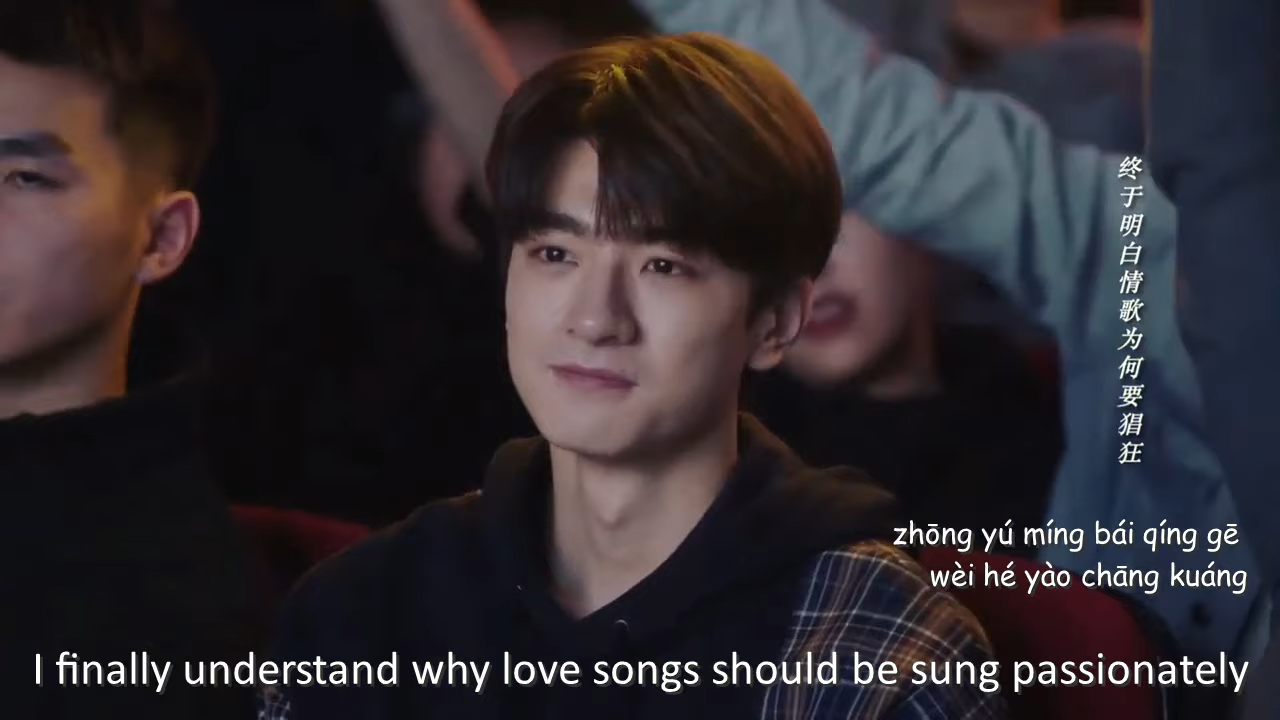 终于明白情歌为何要猖狂
zhōng yú míng bái qíng gē
wèi hé yào chāng kuáng
I finally understand why love songs should be sung passionately